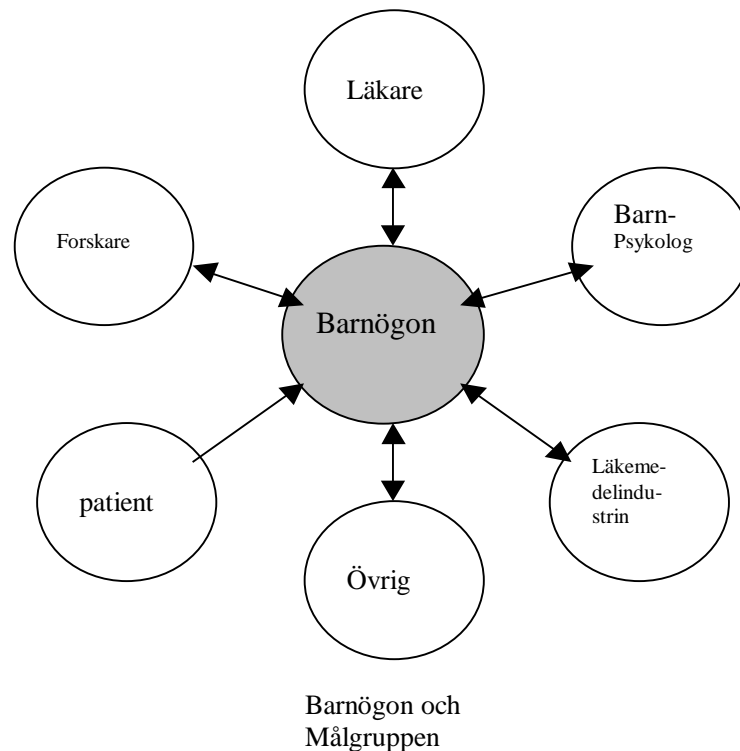 Läkare
Forskare
Barn-
Psykolog
Barnögon
patient
Läkeme-
delindu-
strin
Övrig
Barnögon och
Målgruppen